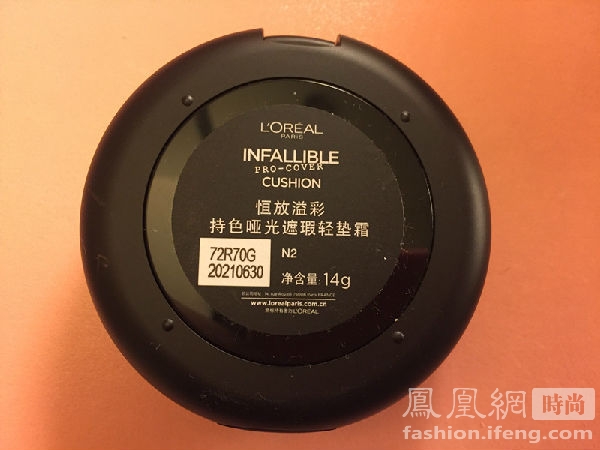 L'ORÉAL
PARIS
INFALLIBLE
PRO-COVER
CUSHION
恒放溢彩
持色哑光遮瑕轻垫霜
72R70G
20210630
N2
净含量: 14g
www.lorealparis.com.cn
鳳凰網 時尚
fashion.ifeng.com